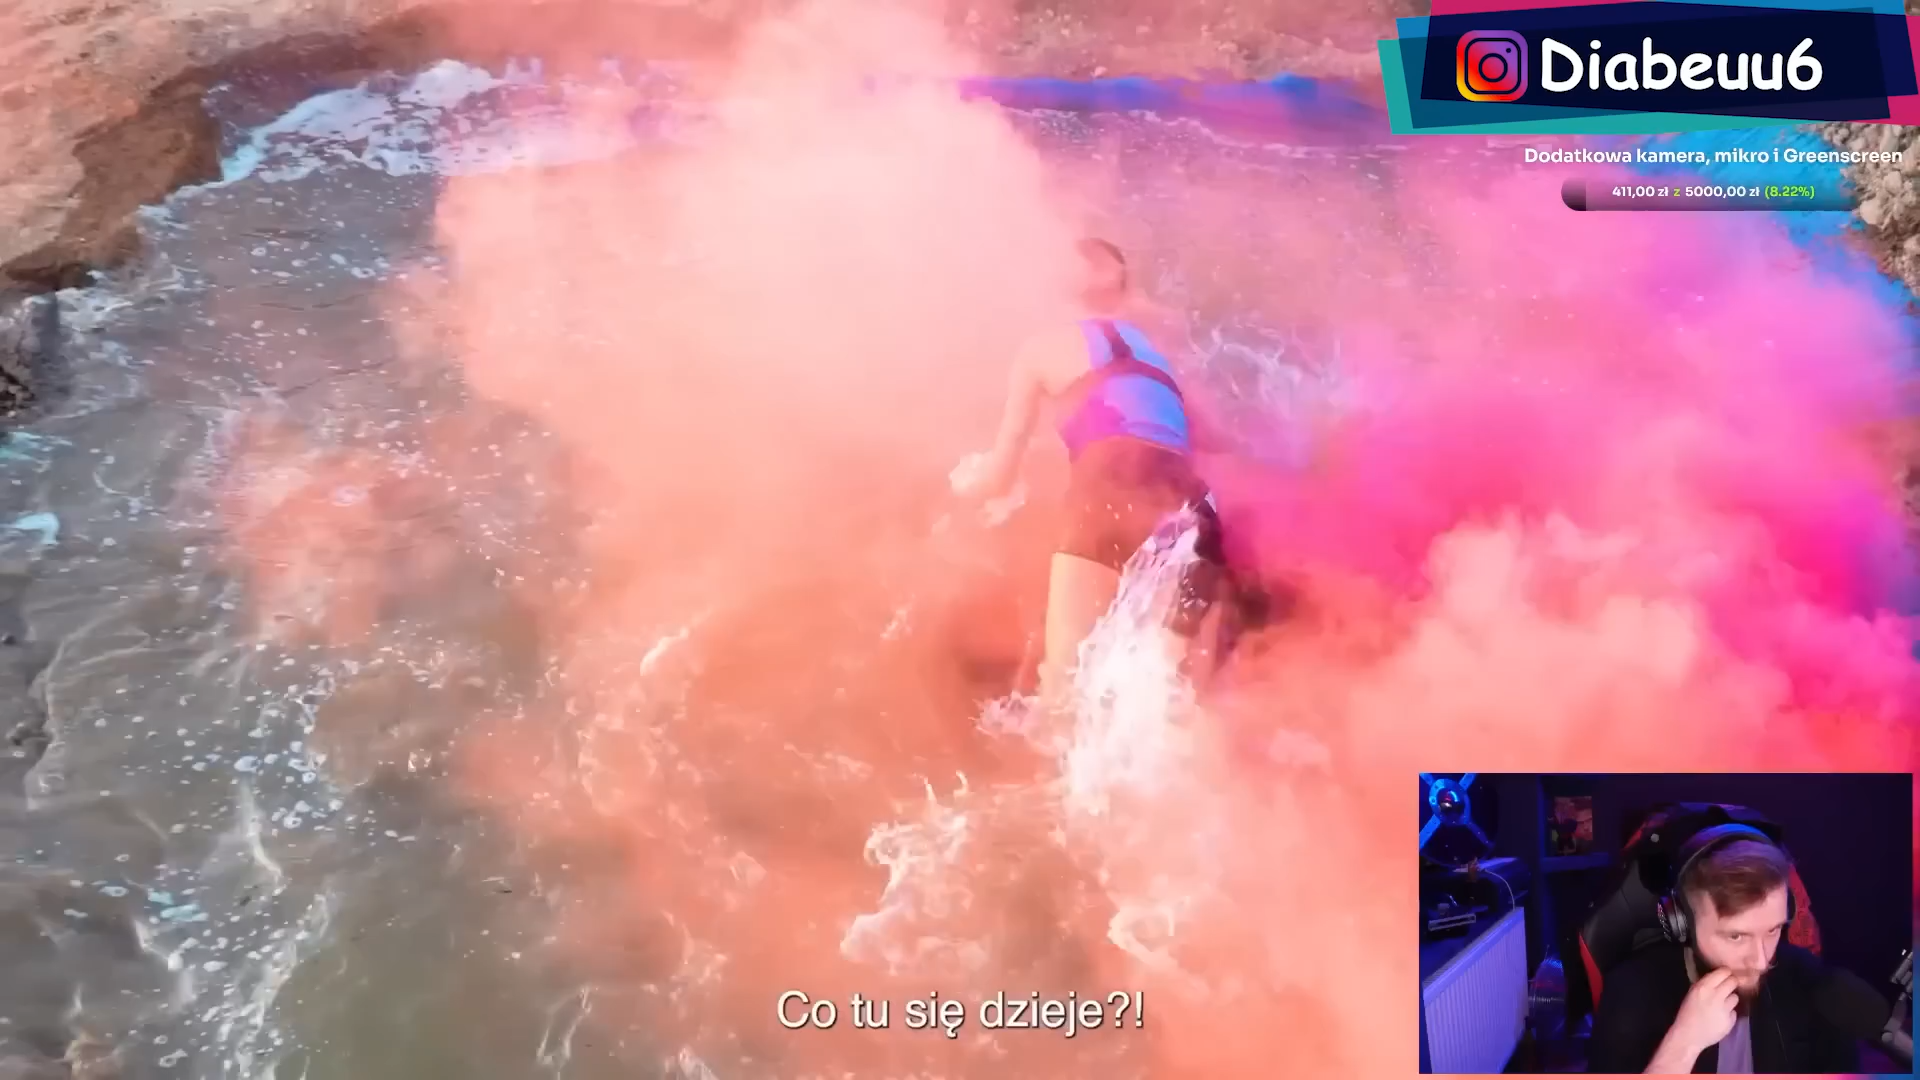 Diabeuu6
Dodatkowa kamera, mikro i Greenscreen
411,00 zł z 5000,00 zł (8.22%)
Co tu się dzieje?!